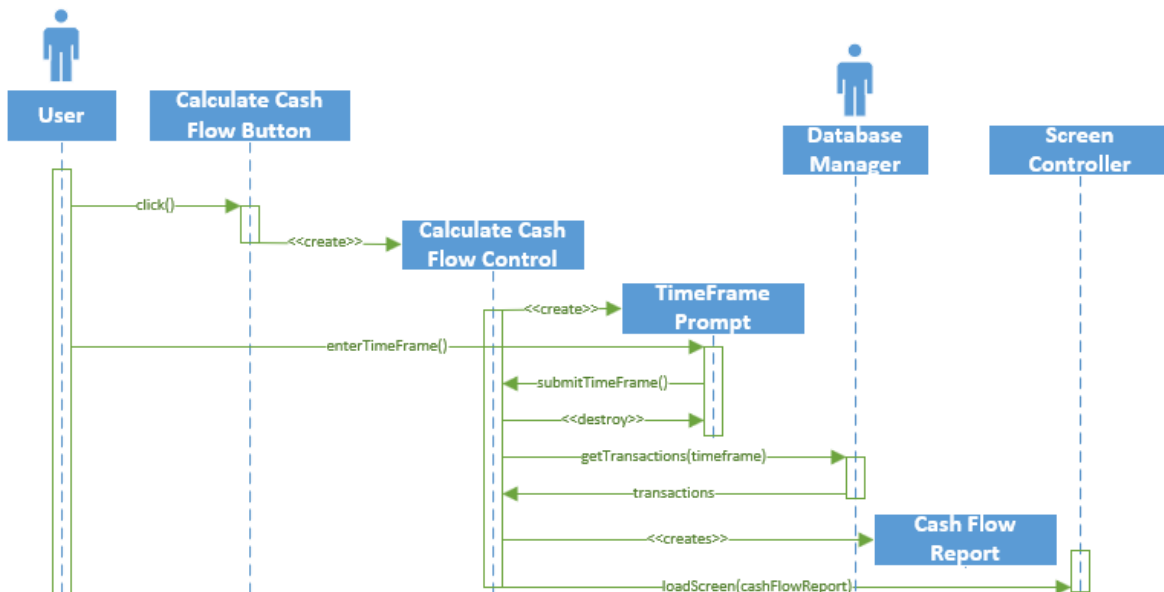 User
Calculate Cash
Flow Button
Database
Manager
Screen
Controller
click()
<<create>>
Calculate Cash
Flow Control
<<create>>
TimeFrame
Prompt
enterTimeFrame()
submitTimeFrame()
<<destroy>>
getTransactions(timeframe)
transactions
<<creates>>
Cash Flow
Report
loadScreen(cashFlowReport)